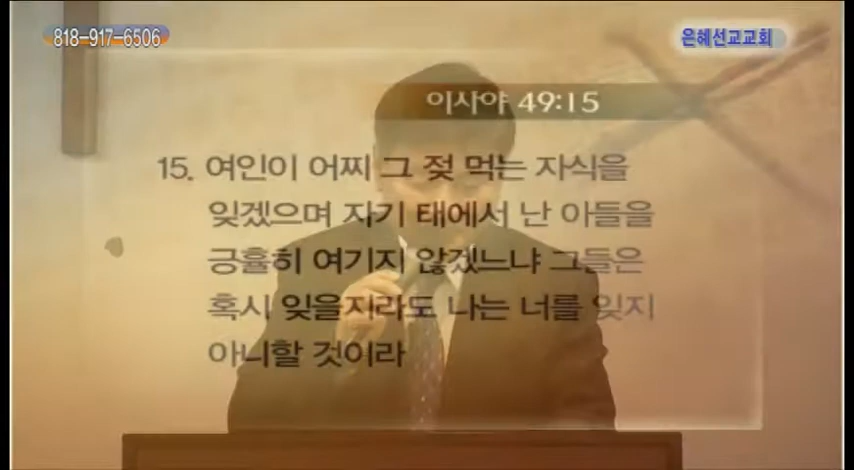 818-917-6506
은혜선교교회
이사야 49:15
15. 여인이 어찌 그 젖 먹는 자식을
잊겠으며 자기 태에서 난 아들을
긍휼히 여기지 않겠느냐 그들은
혹시 잊을지라도 나는 너를 잊지
아니할 것이라